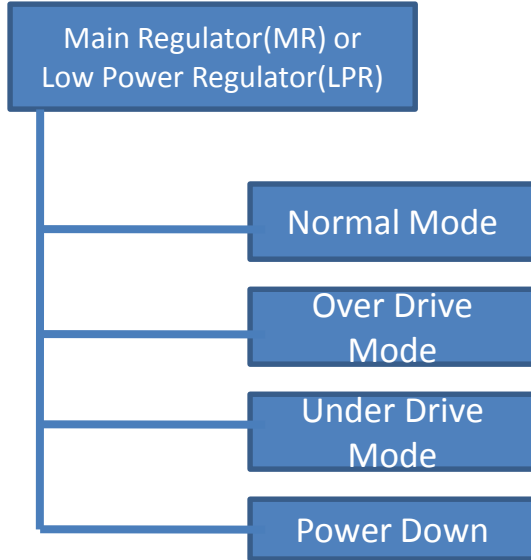 Main Regulator(MR) or
Low Power Regulator(LPR)
Normal Mode
Over Drive
Mode
Under Drive
Mode
Power Down